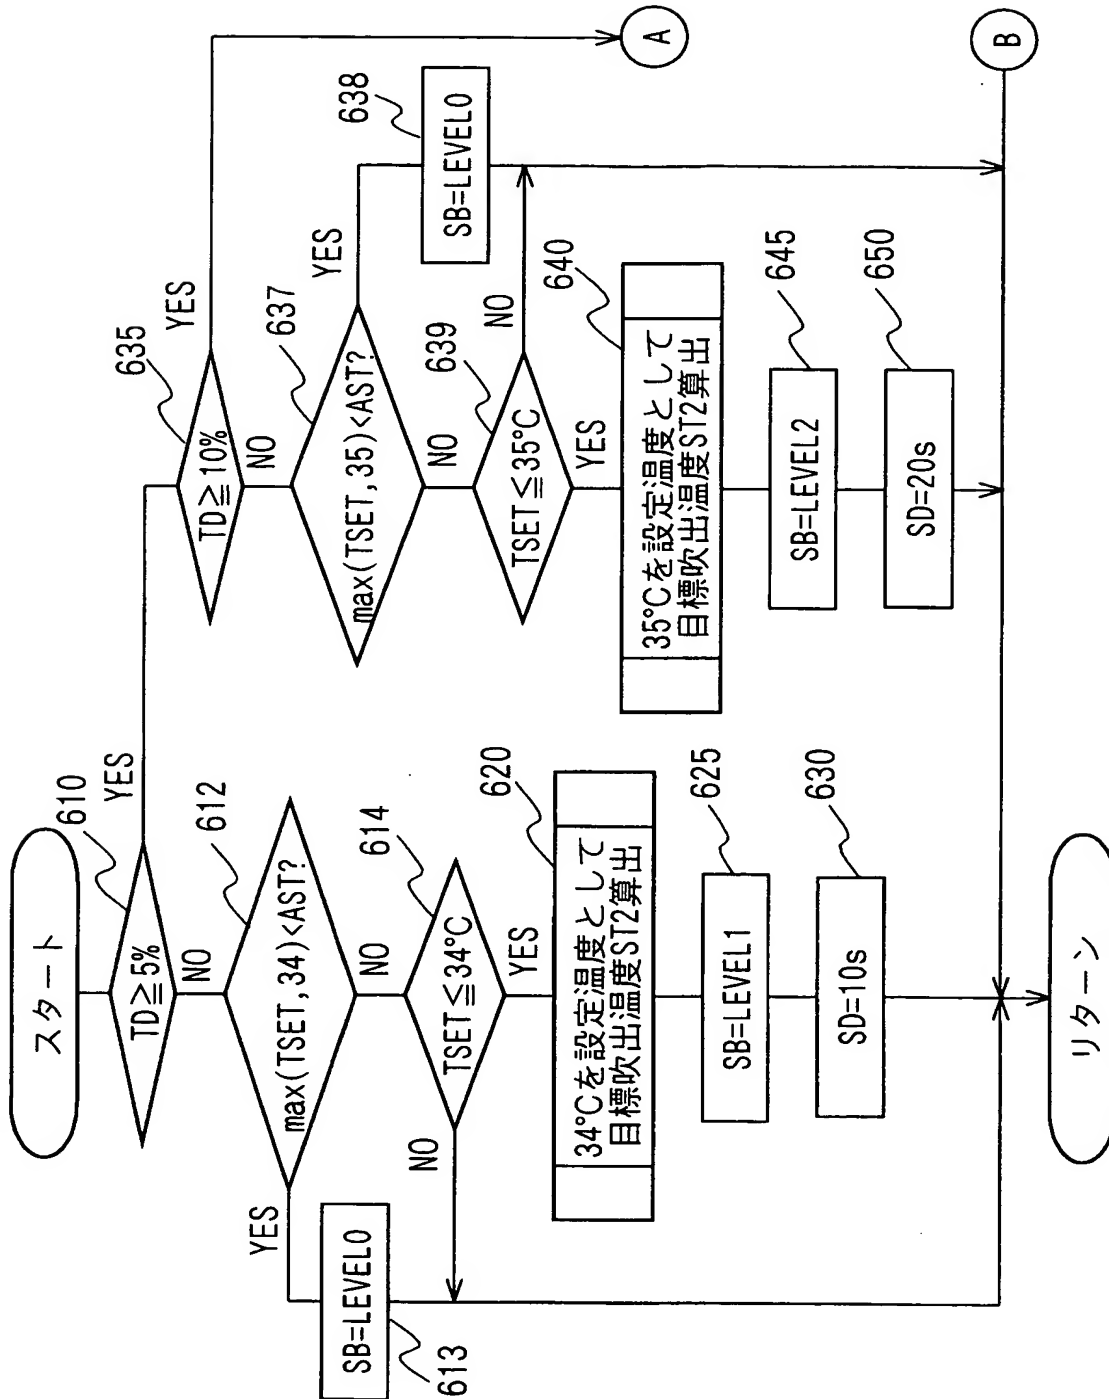 スタート
610
TD≧5%
YES
NO
612
max(TSET,34)<AST?
YES
NO
SB=LEVEL0
613
614
TSET≦34°C
NO
YES
620
34°Cを設定温度として
目標吹出温度ST2算出
625
SB=LEVEL1
630
SD=10s
リターン
635
TD≧10%
YES
NO
637
max(TSET,35)<AST?
YES
NO
638
SB=LEVEL0
639
TSET≦35°C
NO
YES
640
35°Cを設定温度として
目標吹出温度ST2算出
645
SB=LEVEL2
650
SD=20s
A
B